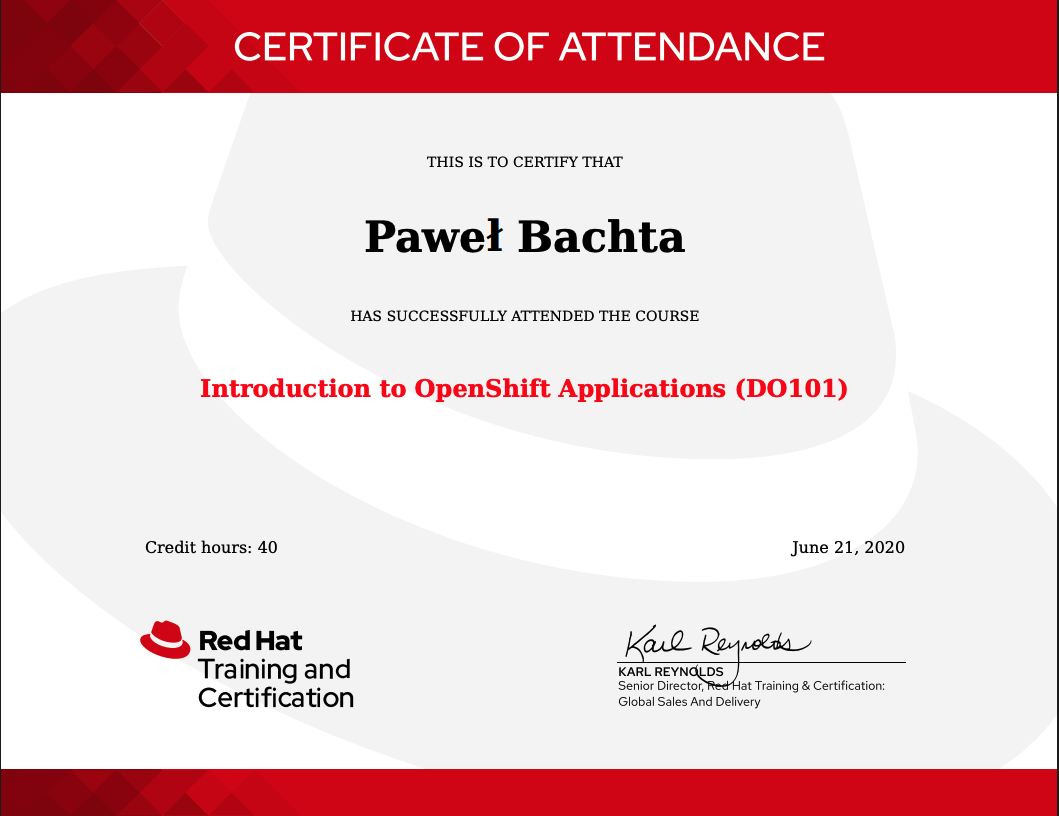 CERTIFICATE OF ATTENDANCE
THIS IS TO CERTIFY THAT
Paweł Bachta
HAS SUCCESSFULLY ATTENDED THE COURSE
Introduction to OpenShift Applications (DO101)
Credit hours: 40
June 21, 2020
Red Hat
Training and
Certification
Karl Reynolds
KARL REYNOLDS
Senior Director, Red Hat Training & Certification:
Global Sales And Delivery